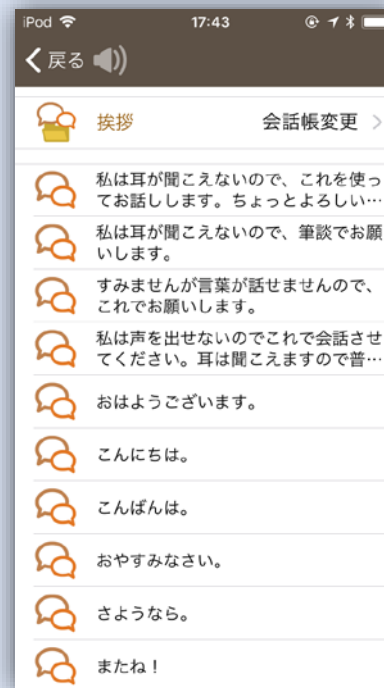 iPod 17:43
戻る
挨拶 会話帳変更
私は耳が聞こえないので、これを使っ
てお話しします。ちょっとよろしい…
私は耳が聞こえないので、筆談でお願
いします。
すみませんが言葉が話せませんので、
これでお願いします。
私は声を出せないのでこれで会話させ
てください。耳は聞こえますので普…
おはようございます。
こんにちは。
こんばんは。
おやすみなさい。
さようなら。
またね！